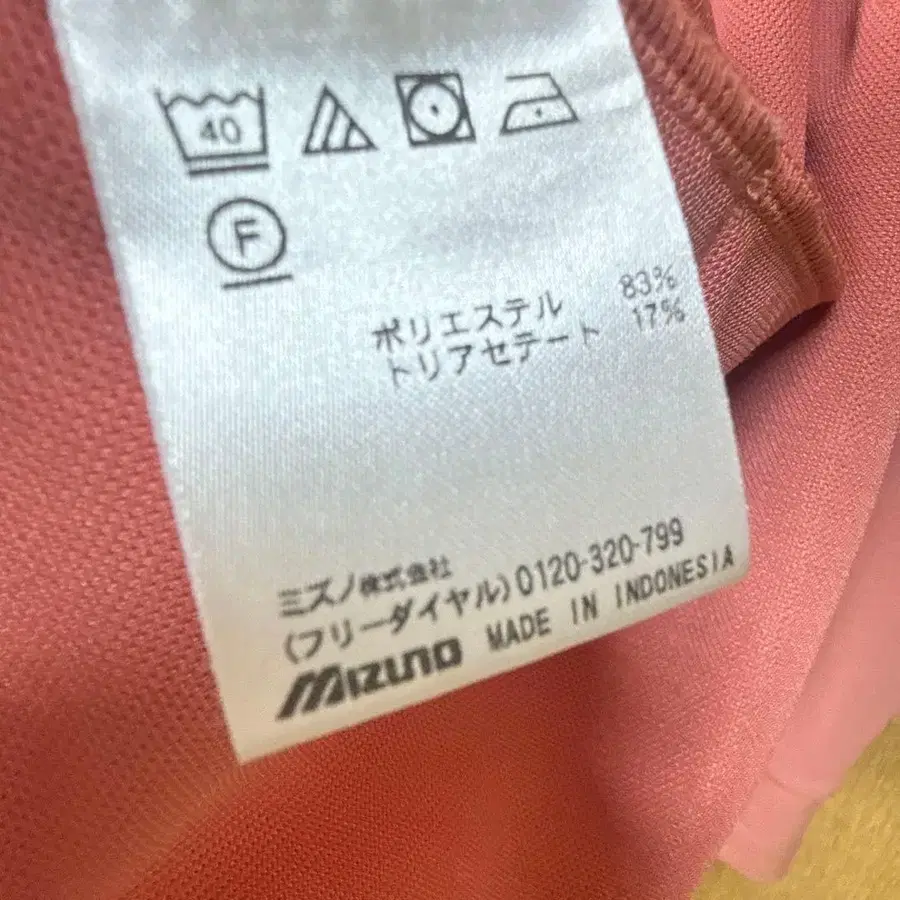 40
F
ポリエステル 83%
トリアセテート 17%
ミズノ株式会社
(フリーダイヤル)0120-320-799
MIZUNO MADE IN INDONESIA